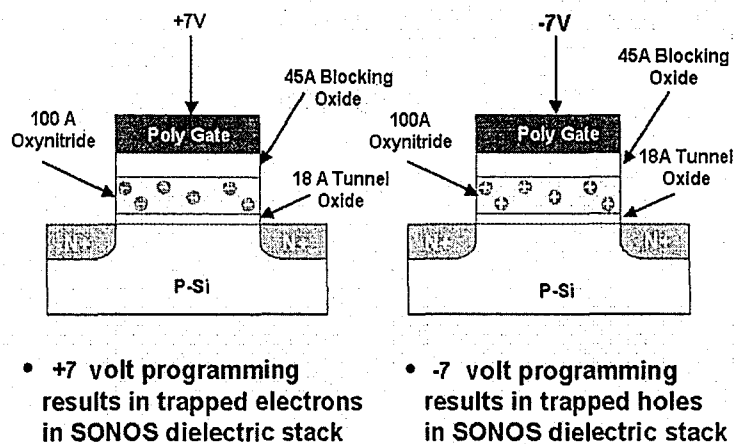 +7V
45A Blocking
Oxide
100 A
Oxynitride
Poly Gate
18 A Tunnel
Oxide
N+
N+
P-Si
• +7 volt programming
results in trapped electrons
in SONOS dielectric stack
-7V
45A Blocking
Oxide
100A
Oxynitride
Poly Gate
18 A Tunnel
Oxide
N+
N+
P-Si
• -7 volt programming
results in trapped holes
in SONOS dielectric stack